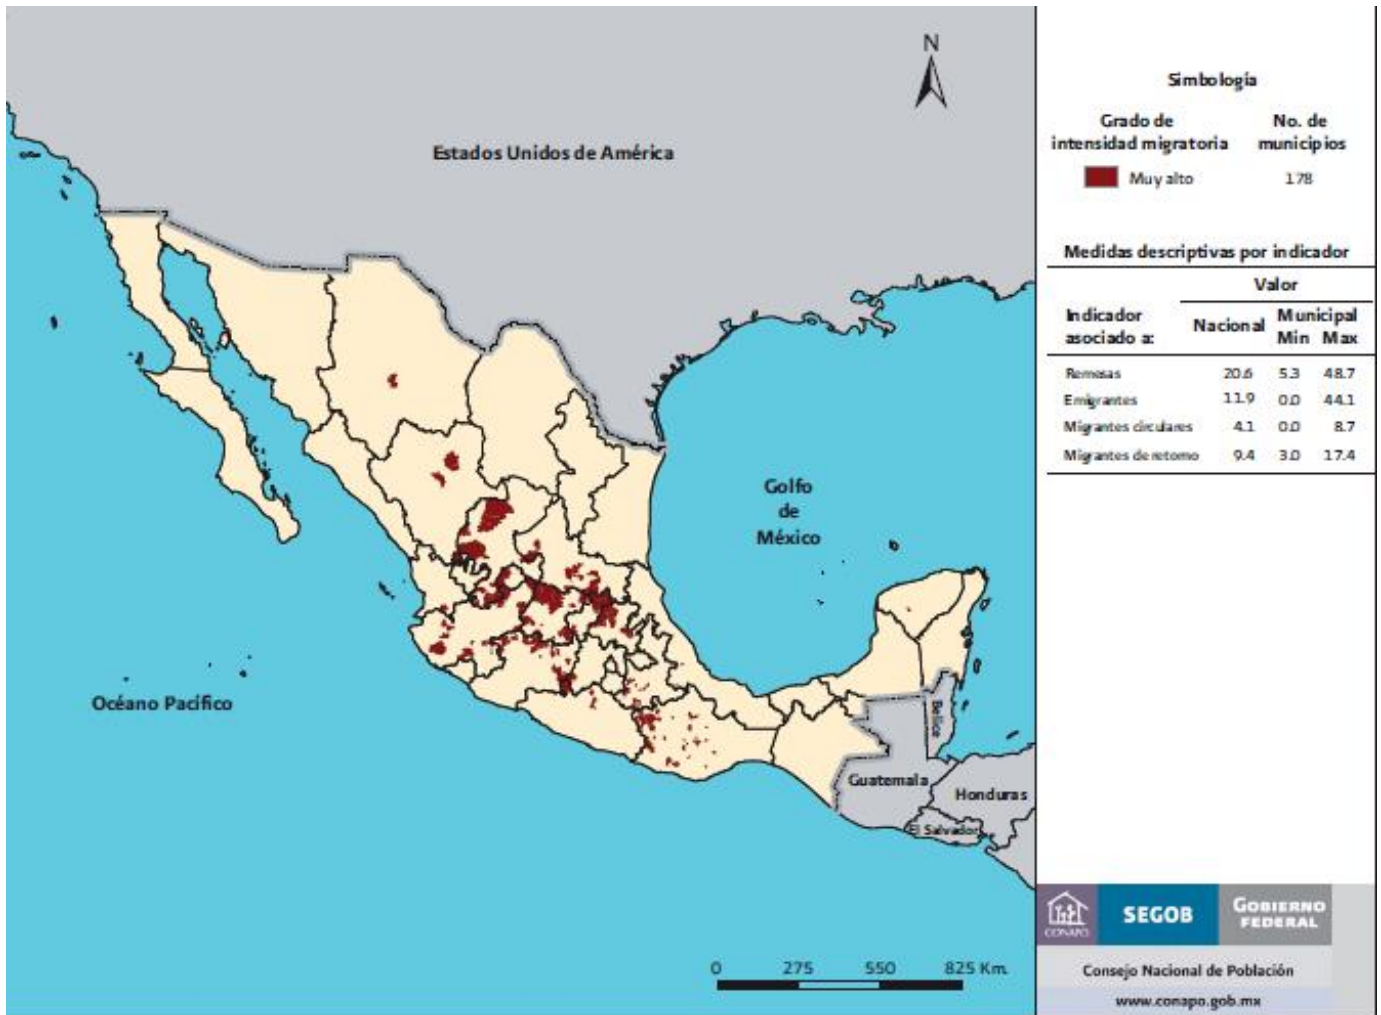 N
Estados Unidos de América
Golfo
de
México
Océano Pacífico
Belice
Guatemala
Honduras
El Salvador
0 275 550 825 Km.
Simbología
Grado de intensidad migratoria No. de municipios
Muy alto 178
Medidas descriptivas por indicador
Valor
Indicador asociado a: Nacional Municipal Min Max
Remesas 20.6 5.3 48.7
Emigrantes 11.9 0.0 44.1
Migrantes circulares 4.1 0.0 8.7
Migrantes de retorno 9.4 3.0 17.4
CONAPO
SEGOB
GOBIERNO
FEDERAL
Consejo Nacional de Población
www.conapo.gob.mx